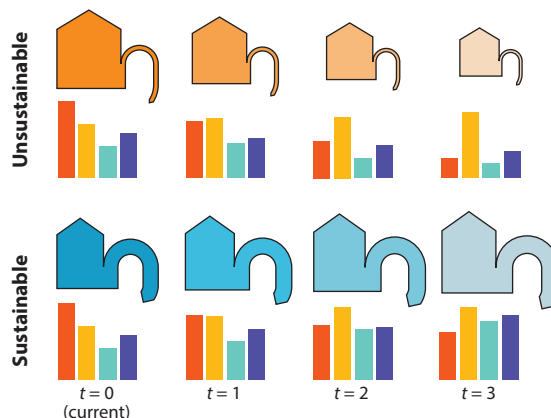 Unsustainable
Sustainable
t = 0
(current)
t = 1
t = 2
t = 3